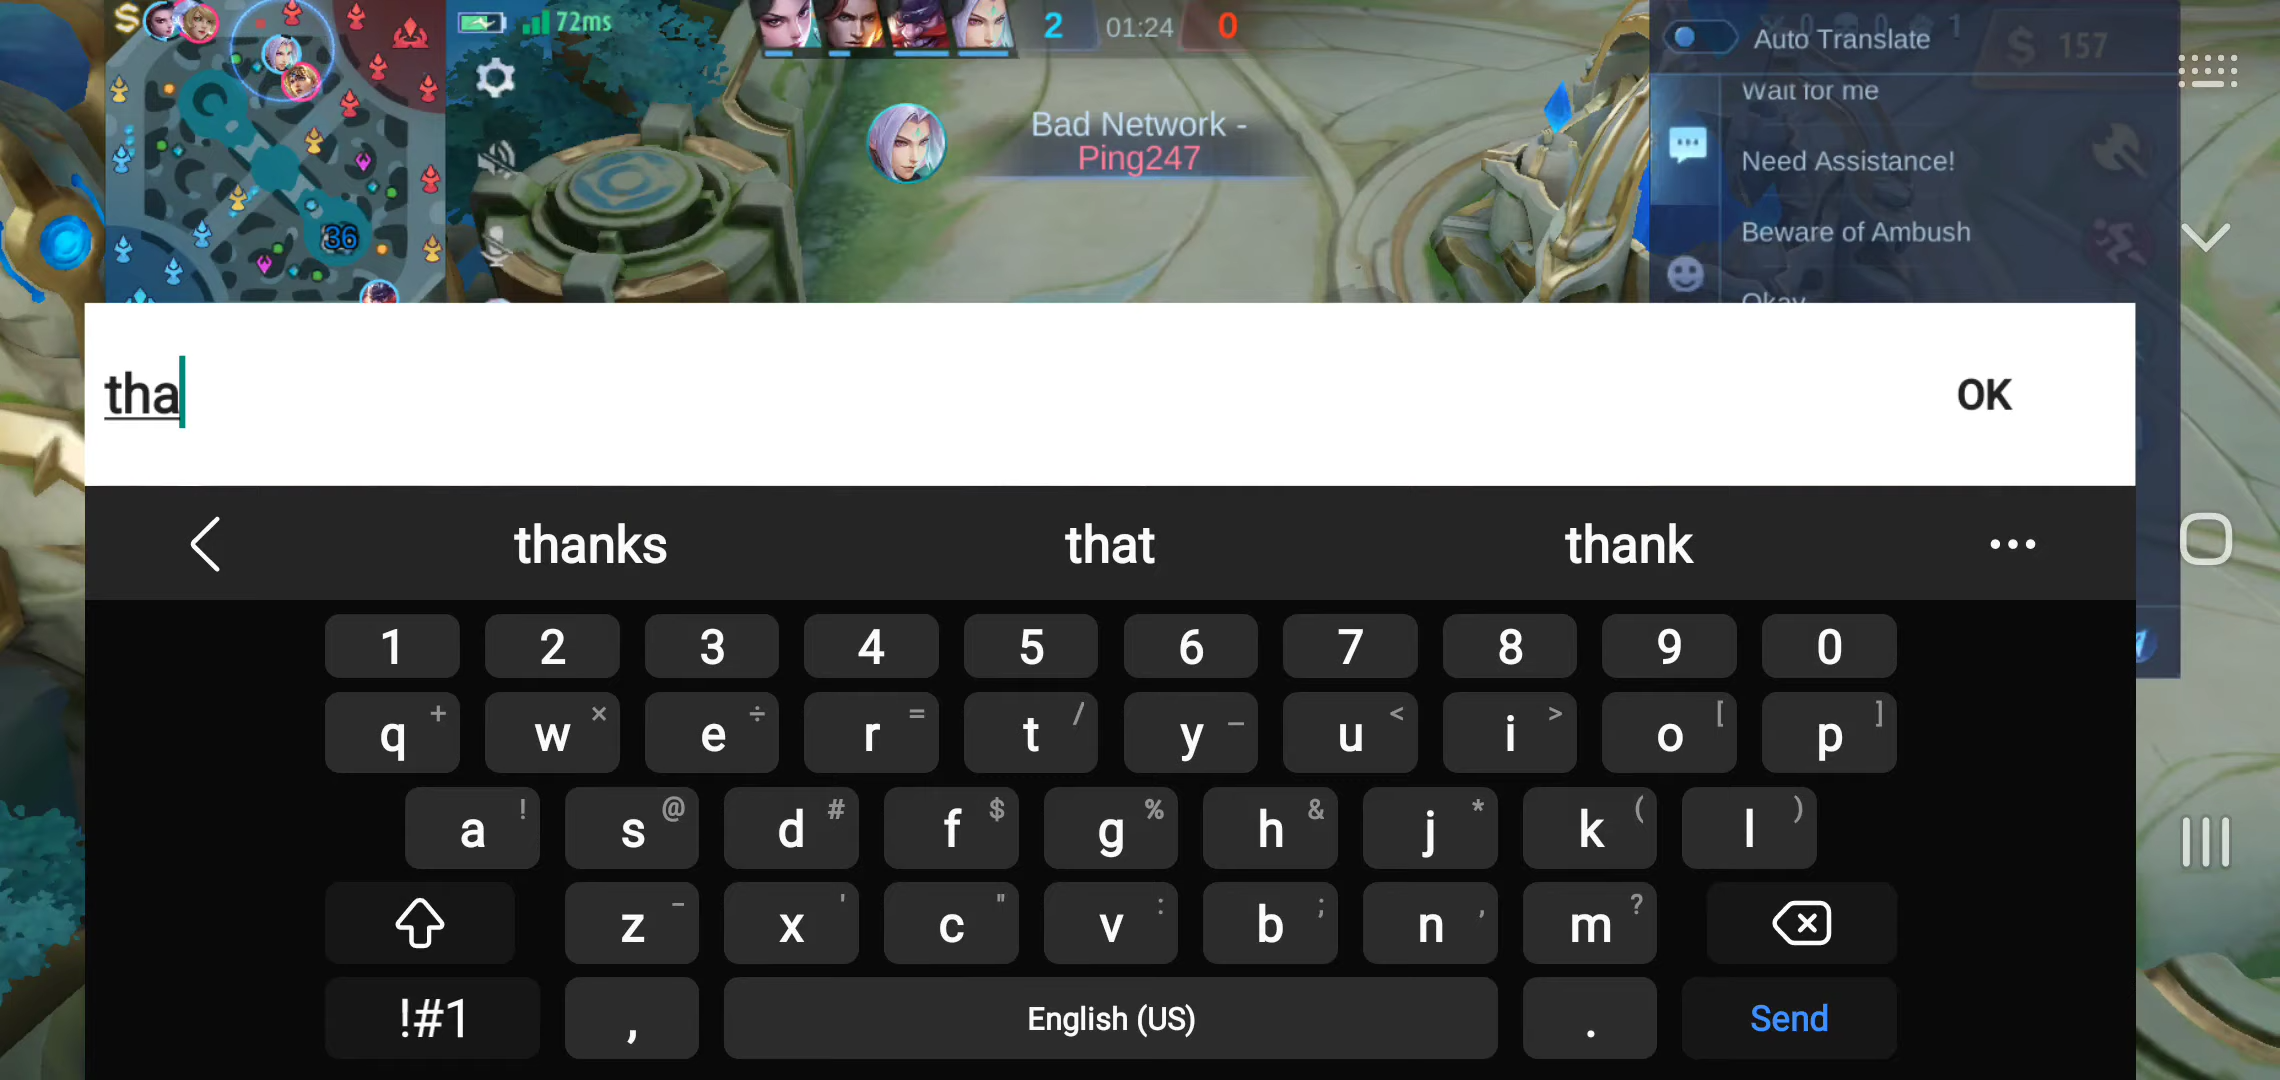 72ms
2 01:24 0
Auto Translate
157
Wait for me
Bad Network -
Ping247
Need Assistance!
Beware of Ambush
36
Okay
tha
OK
thanks that thank
1 2 3 4 5 6 7 8 9 0
q + w × e ÷ r = t / y _ u < i > o [ p ]
a ! s @ d # f $ g % h & j * k ( l )
z - x ' c " v : b ; n , m ?
!#1 , English (US) . Send